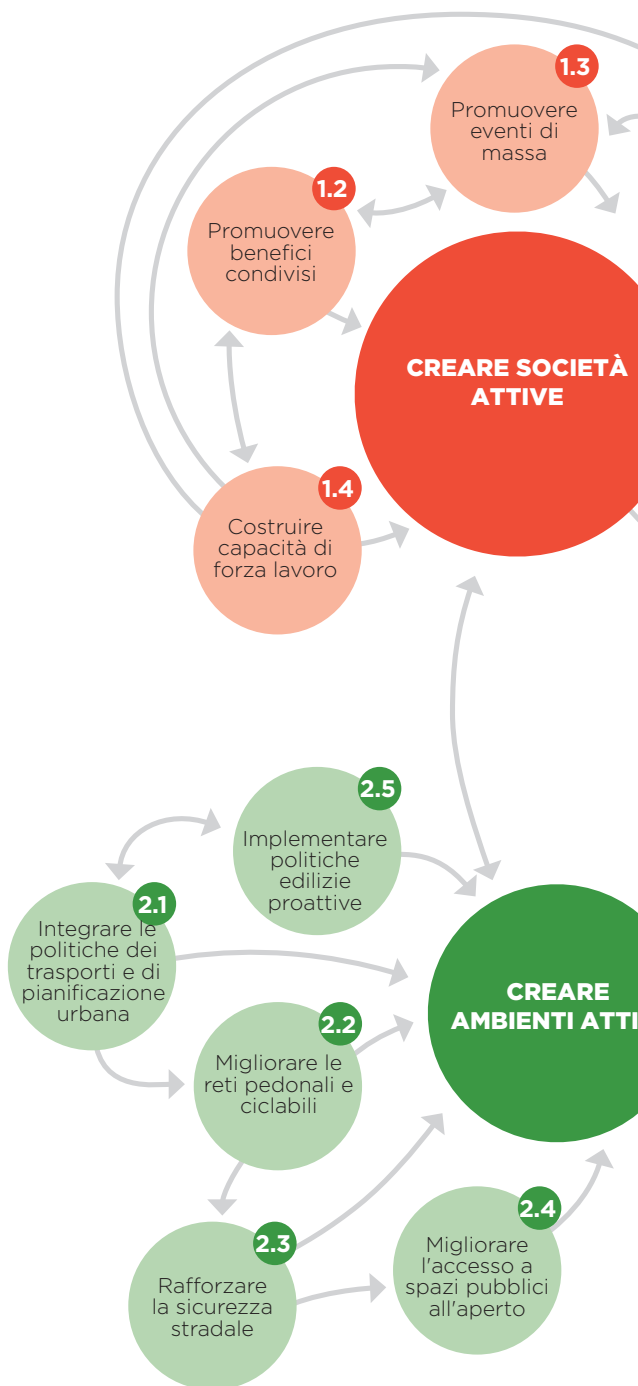 1.3
Promuovere
eventi di
massa
1.2
Promuovere
benefici
condivisi
CREARE SOCIETÀ
ATTIVE
1.4
Costruire
capacità di
forza lavoro
2.5
Implementare
politiche
edilizie
proattive
2.1
Integrare le
politiche dei
trasporti e di
pianificazione
urbana
CREARE
AMBIENTI ATTI
2.2
Migliorare le
reti pedonali e
ciclabili
2.4
Migliorare
l'accesso a
spazi pubblici
all'aperto
2.3
Rafforzare
la sicurezza
stradale